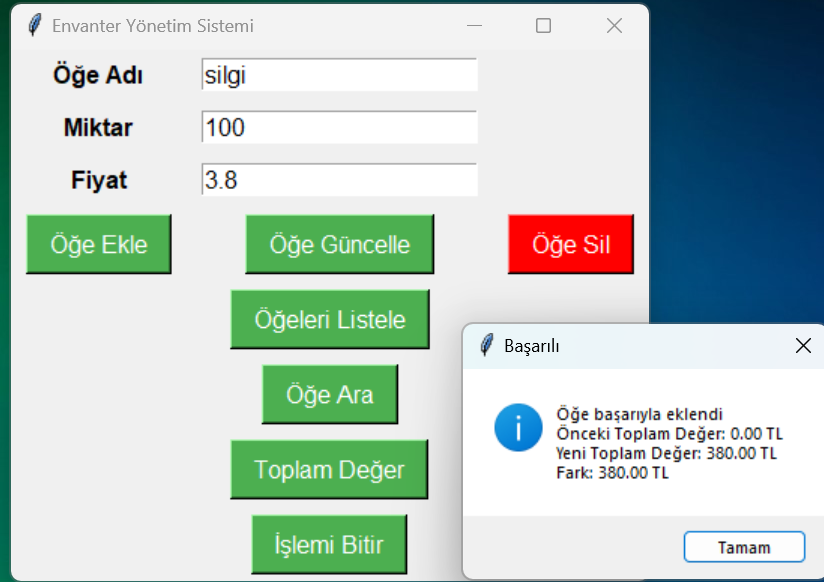 Envanter Yönetim Sistemi
Öğe Adı
silgi
Miktar
100
Fiyat
3.8
Öğe Ekle
Öğe Güncelle
Öğe Sil
Öğeleri Listele
Öğe Ara
Toplam Değer
İşlemi Bitir
Başarılı
Öğe başarıyla eklendi
Önceki Toplam Değer: 0.00 TL
Yeni Toplam Değer: 380.00 TL
Fark: 380.00 TL
Tamam